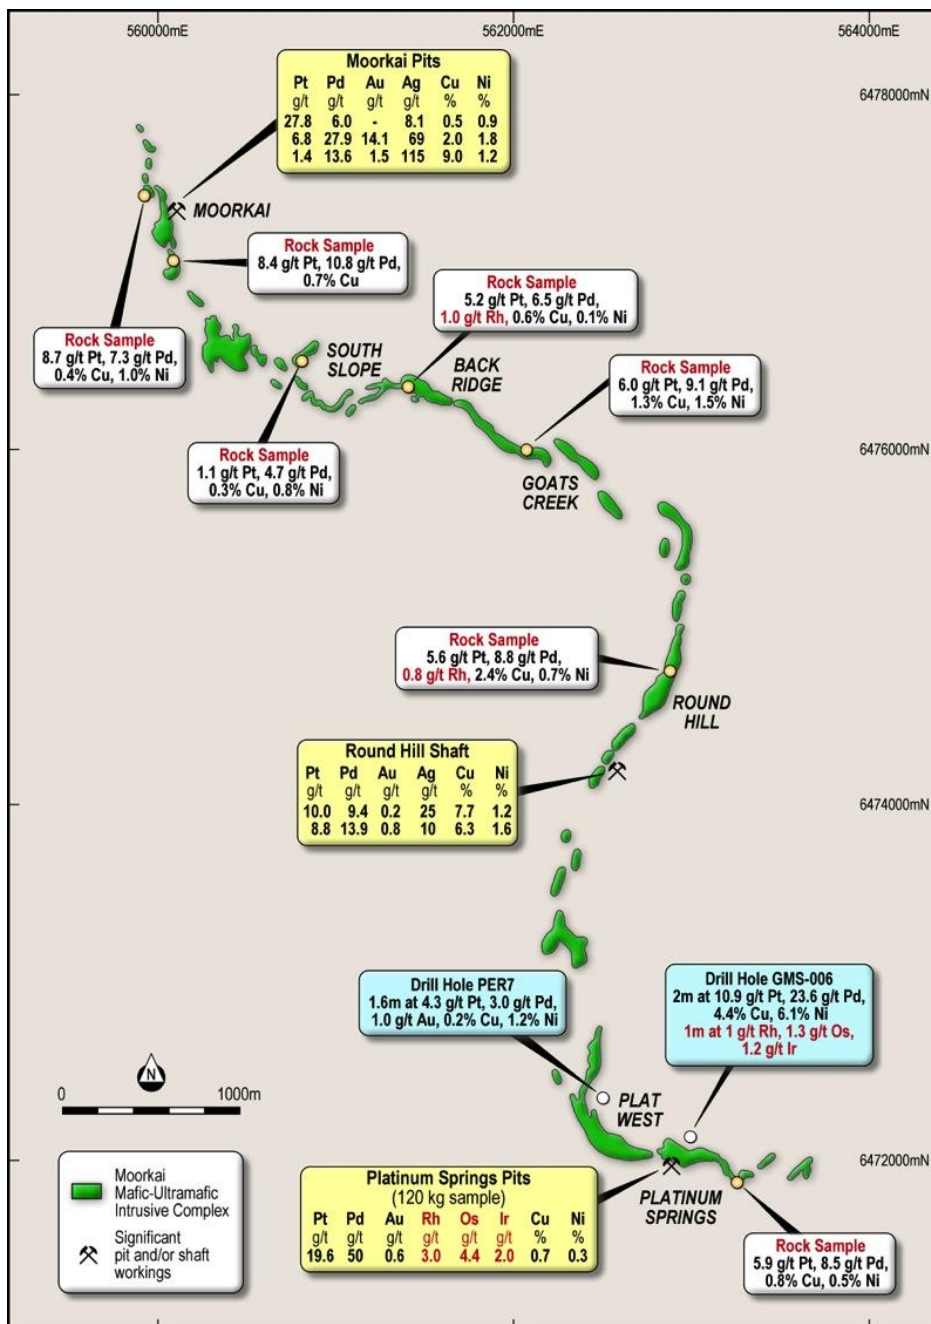 560000mE
562000mE
564000mE
Moorkai Pits
Pt Pd Au Ag Cu Ni
g/t g/t g/t g/t % %
27.8 6.0 - 8.1 0.5 0.9
6.8 27.9 14.1 69 2.0 1.8
1.4 13.6 1.5 115 9.0 1.2
6478000mN
MOORKAI
Rock Sample
8.4 g/t Pt, 10.8 g/t Pd,
0.7% Cu
Rock Sample
5.2 g/t Pt, 6.5 g/t Pd,
1.0 g/t Rh, 0.6% Cu, 0.1% Ni
Rock Sample
8.7 g/t Pt, 7.3 g/t Pd,
0.4% Cu, 1.0% Ni
SOUTH
SLOPE
BACK
RIDGE
Rock Sample
6.0 g/t Pt, 9.1 g/t Pd,
1.3% Cu, 1.5% Ni
Rock Sample
1.1 g/t Pt, 4.7 g/t Pd,
0.3% Cu, 0.8% Ni
6476000mN
GOATS
CREEK
Rock Sample
5.6 g/t Pt, 8.8 g/t Pd,
0.8 g/t Rh, 2.4% Cu, 0.7% Ni
ROUND
HILL
Round Hill Shaft
Pt Pd Au Ag Cu Ni
g/t g/t g/t g/t % %
10.0 9.4 0.2 25 7.7 1.2
8.8 13.9 0.8 10 6.3 1.6
6474000mN
Drill Hole PER7
1.6m at 4.3 g/t Pt, 3.0 g/t Pd,
1.0 g/t Au, 0.2% Cu, 1.2% Ni
Drill Hole GMS-006
2m at 10.9 g/t Pt, 23.6 g/t Pd,
4.4% Cu, 6.1% Ni
1m at 1 g/t Rh, 1.3 g/t Os,
1.2 g/t Ir
N
0 1000m
PLAT
WEST
6472000mN
Moorkai
Mafic-Ultramafic
Intrusive Complex
Significant
pit and/or shaft
workings
Platinum Springs Pits
(120 kg sample)
Pt Pd Au Rh Os Ir Cu Ni
g/t g/t g/t g/t g/t g/t % %
19.6 50 0.6 3.0 4.4 2.0 0.7 0.3
PLATINUM
SPRINGS
Rock Sample
5.9 g/t Pt, 8.5 g/t Pd,
0.8% Cu, 0.5% Ni